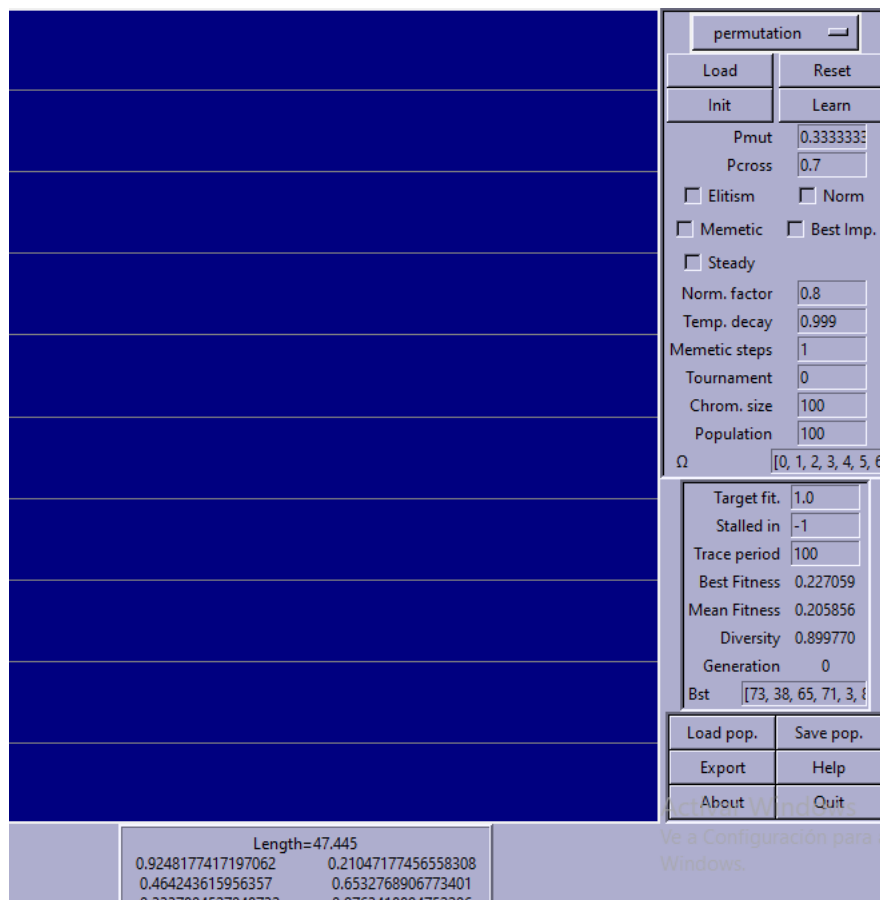 permutation
Load Reset
Init Learn
Pmut 0.3333333
Pcross 0.7
Elitism Norm
Memetic Best Imp.
Steady
Norm. factor 0.8
Temp. decay 0.999
Memetic steps 1
Tournament 0
Chrom. size 100
Population 100
Ω [0, 1, 2, 3, 4, 5, 6
Target fit. 1.0
Stalled in -1
Trace period 100
Best Fitness 0.227059
Mean Fitness 0.205856
Diversity 0.899770
Generation 0
Bst [73, 38, 65, 71, 3,
Load pop. Save pop.
Export Help
About Quit
Activar Windows
Ve a Configuración para
Windows.
Length=47.445
0.9248177417197062 0.21047177456558308
0.464243615956357 0.6532768906773401